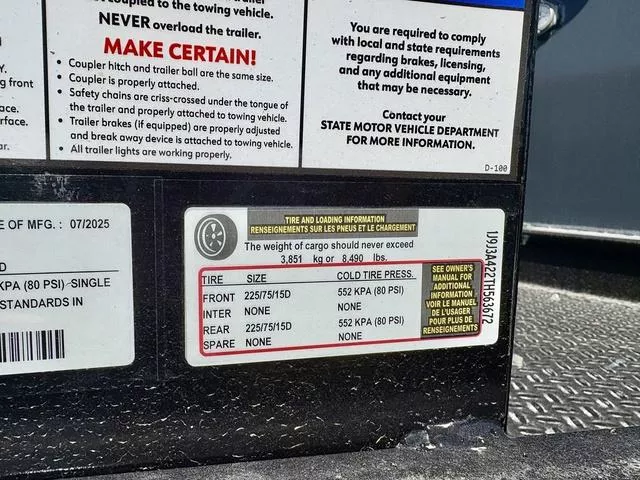 coupled to the towing vehicle.
NEVER overload the trailer.
MAKE CERTAIN!
• Coupler hitch and trailer ball are the same size.
• Coupler is properly attached.
• Safety chains are criss-crossed under the tongue of
the trailer and properly attached to towing vehicle.
• Trailer brakes (if equipped) are properly adjusted
and break away device is attached to towing vehicle.
• All trailer lights are working properly.
You are required to comply
with local and state requirements
regarding brakes, licensing,
and any additional equipment
that may be necessary.
Contact your
STATE MOTOR VEHICLE DEPARTMENT
FOR MORE INFORMATION.
D-100
E OF MFG.: 07/2025
KPA (80 PSI) SINGLE
STANDARDS IN
TIRE AND LOADING INFORMATION
RENSEIGNEMENTS SUR LES PNEUS ET LE CHARGEMENT
The weight of cargo should never exceed
3,851 kg or 8,490 lbs.
TIRE SIZE COLD TIRE PRESS.
FRONT 225/75/15D 552 KPA (80 PSI)
INTER NONE NONE
REAR 225/75/15D 552 KPA (80 PSI)
SPARE NONE NONE
SEE OWNER'S
MANUAL FOR
ADDITIONAL
INFORMATION
VOIR LE MANUEL
DE L'USAGER
POUR PLUS DE
RENSEIGNEMENTS
U9J3A422TH563672